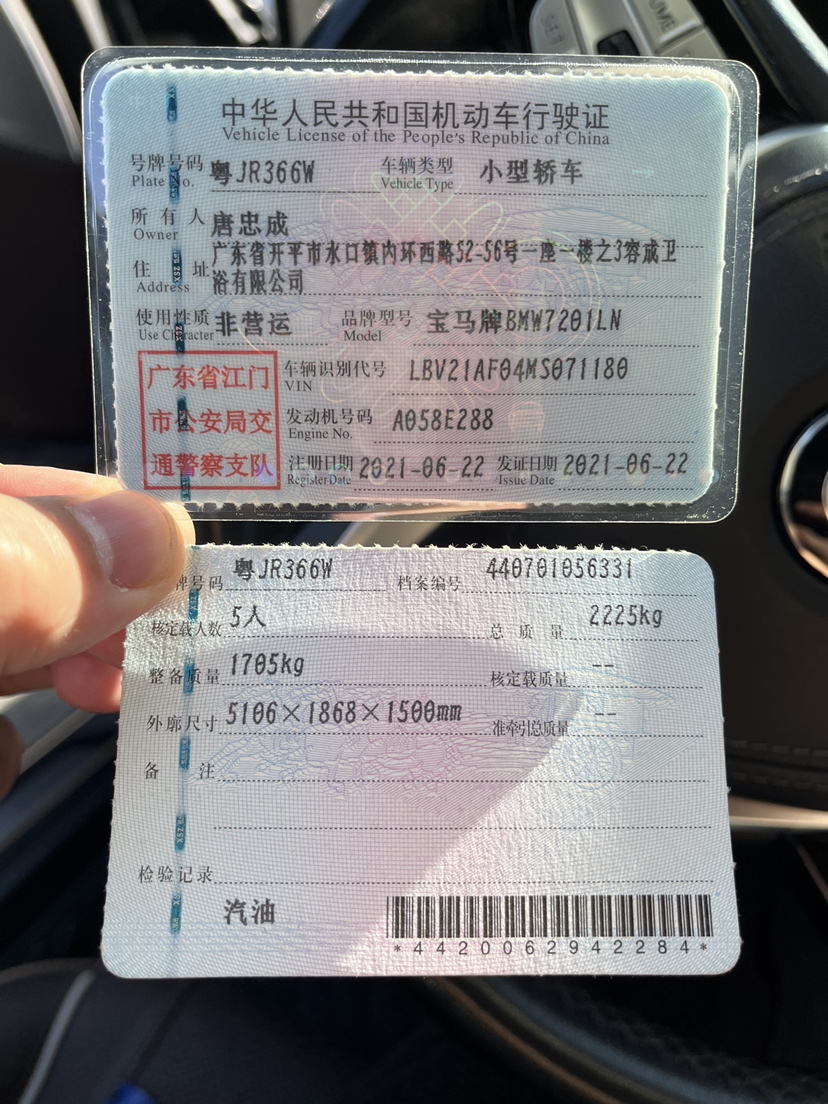 中华人民共和国机动车行驶证
Vehicle License of the People's Republic of China
号牌号码 粤JR366W 车辆类型 小型轿车
Plate No. Vehicle Type
所有人 唐忠成
Owner
住址 广东省开平市水口镇内环西路52-56号一座一楼之3容成卫
Address 浴有限公司
使用性质 非营运 品牌型号 宝马牌BMW7201LN
Use Character Model
广东省江门
市公安局交
通警察支队
车辆识别代号 LBV21AF04MS071180
VIN
发动机号码 A058E288
Engine No.
注册日期 2021-06-22 发证日期 2021-06-22
Register Date Issue Date
牌号码 粤JR366W 档案编号 440701056331
核定载人数 5人 总质量 2225kg
整备质量 1705kg 核定载质量 --
外廓尺寸 5106×1868×1500mm 准牵引总质量 --
备注
检验记录
汽油
*4420062942284*